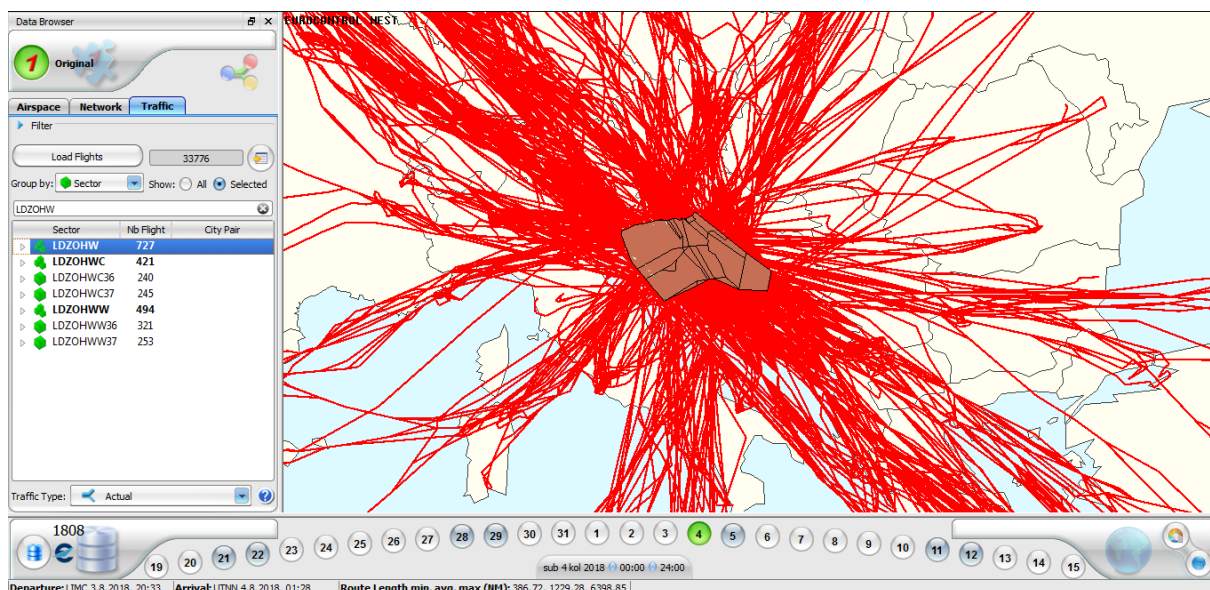 Data Browser
EUROCONTROL NEST
1 Original
Airspace Network Traffic
Filter
Load Flights 33776
Group by: Sector Show: All Selected
LDZOHW
Sector Nb Flight City Pair
LDZOHW 727
LDZOHWC 421
LDZOHWC36 240
LDZOHWC37 245
LDZOHWW 494
LDZOHWW36 321
LDZOHWW37 253
Traffic Type: Actual
1808
19 20 21 22 23 24 25 26 27 28 29 30 31 1 2 3 4 5 6 7 8 9 10 11 12 13 14 15
sub 4 kol 2018 00:00 24:00
Departure: LIMC 3.8.2018. 20:33 Arrival: UTNN 4.8.2018. 01:28 Route Length min, avg, max (NM): 386.72, 1229.28, 6398.85